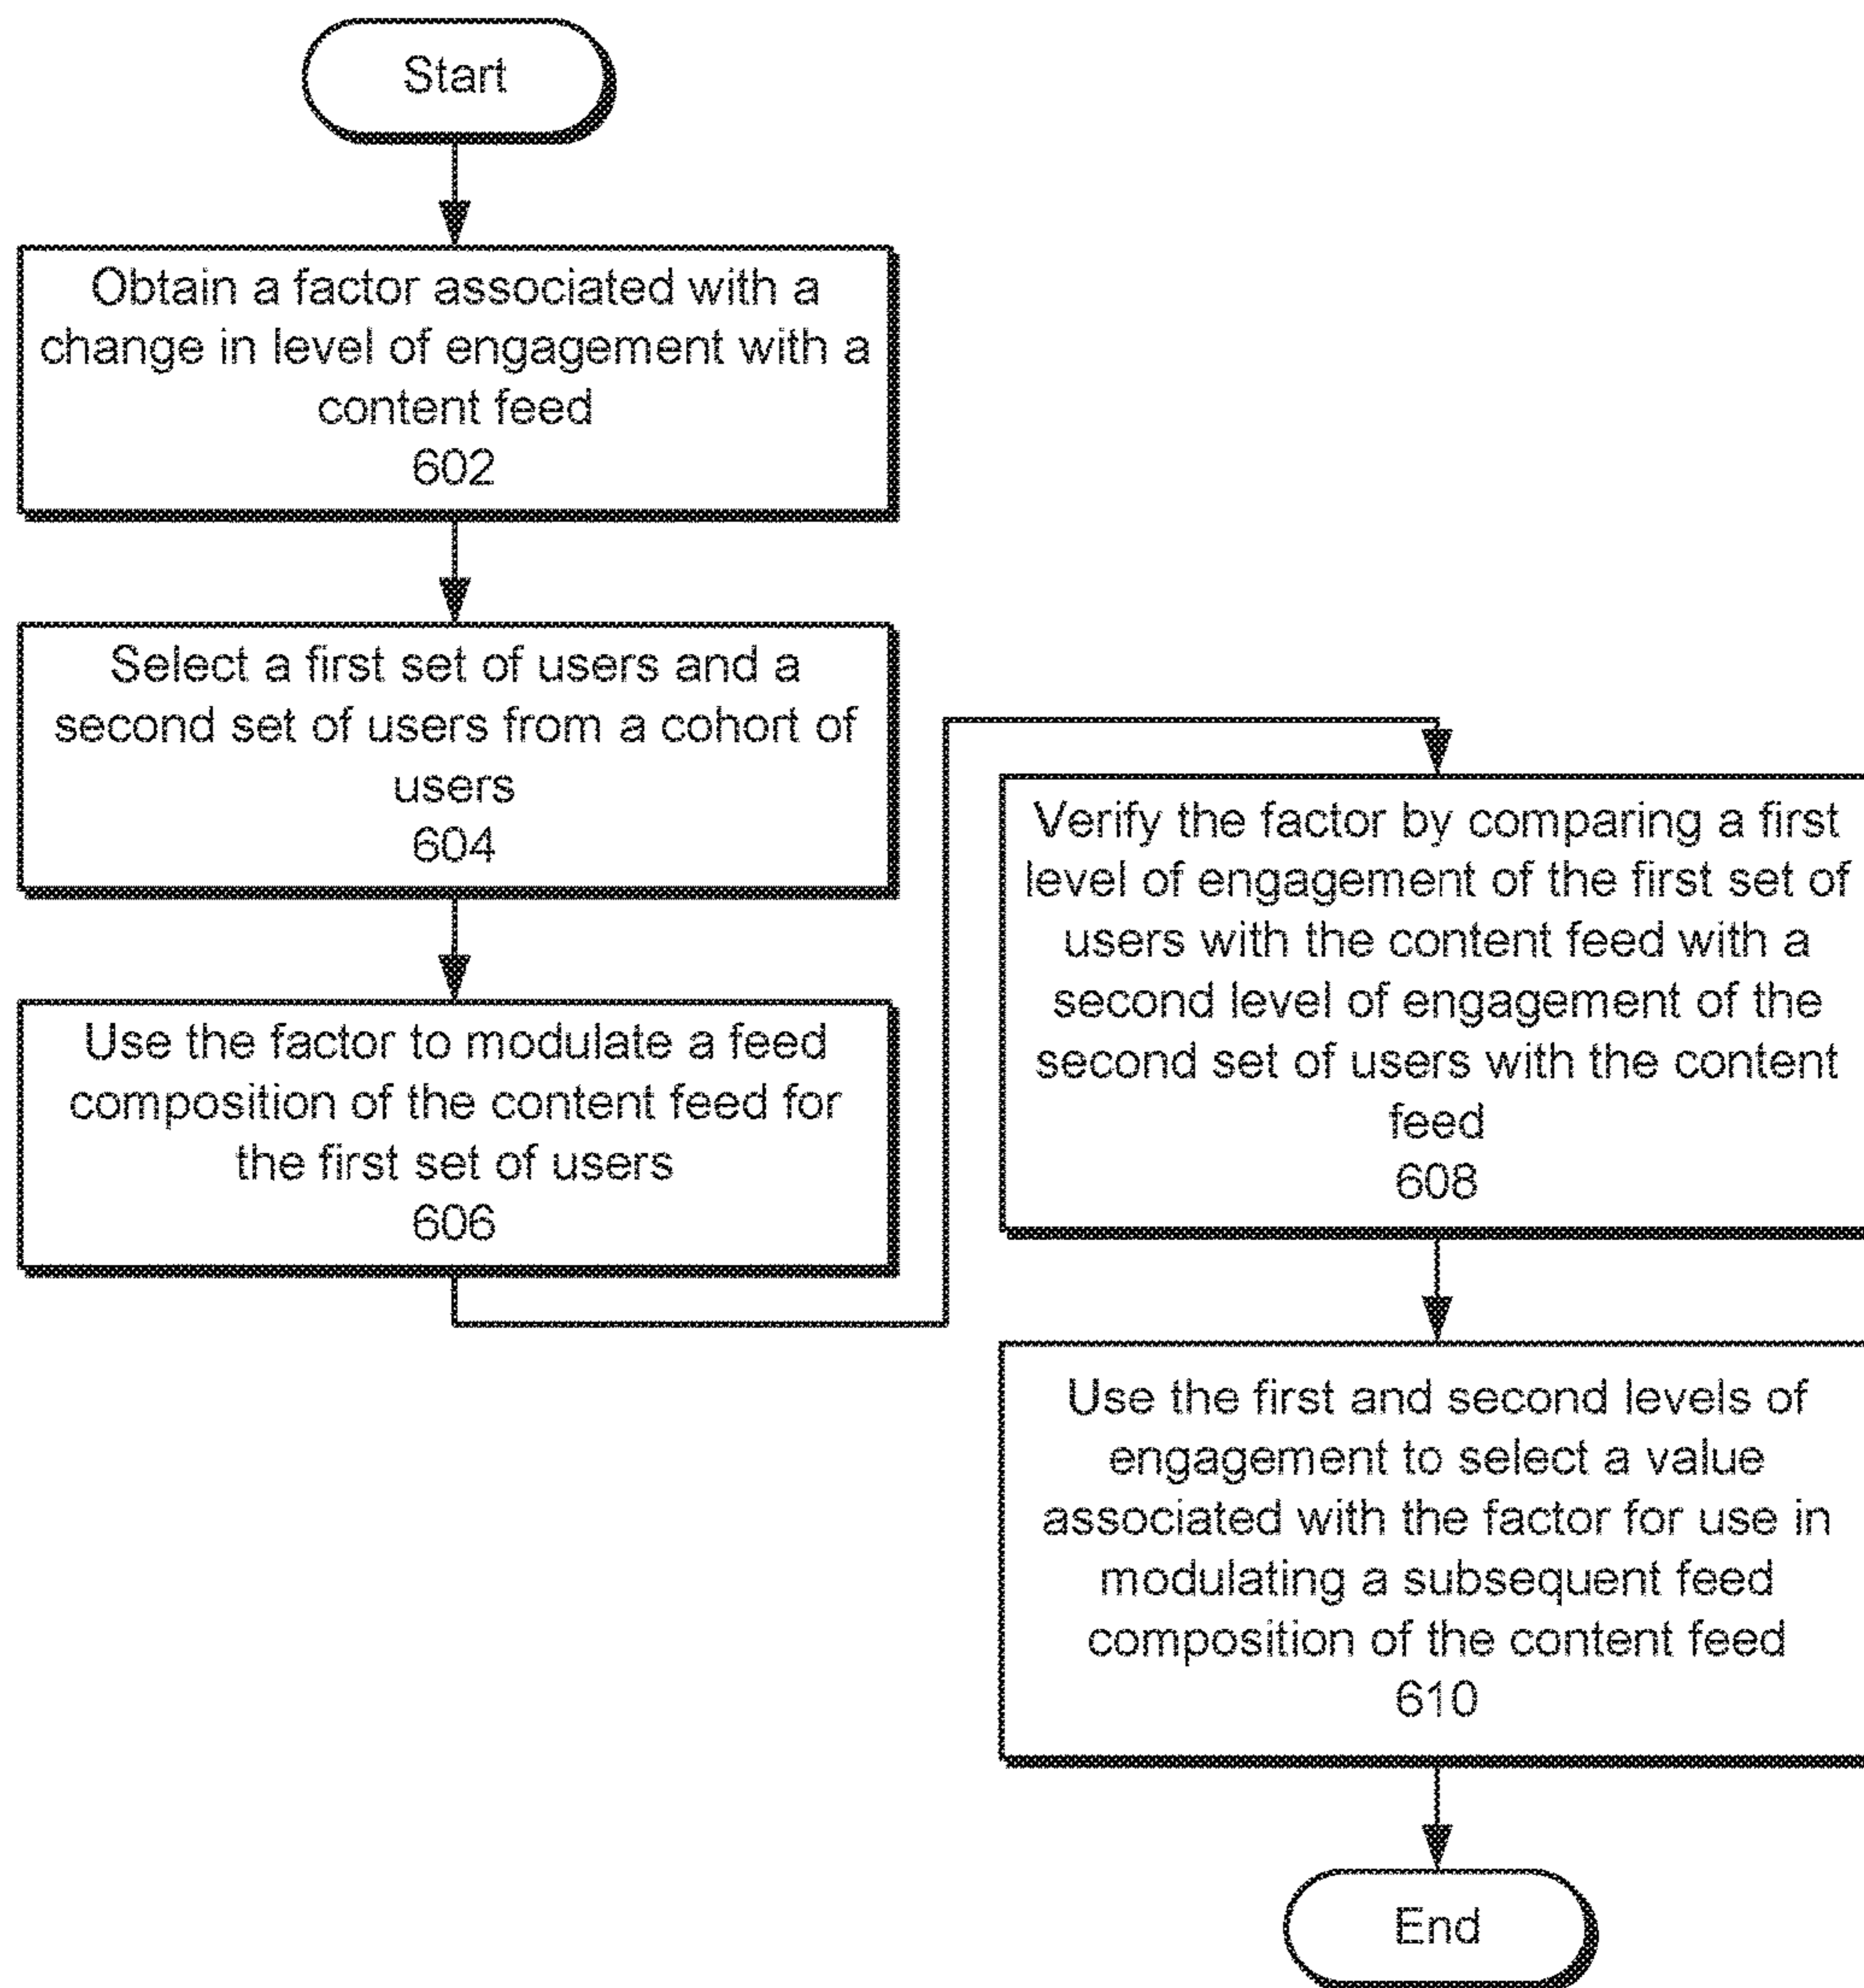 Start
Obtain a factor associated with a
change in level of engagement with a
content feed
602
Select a first set of users and a
second set of users from a cohort of
users
604
Use the factor to modulate a feed
composition of the content feed for
the first set of users
606
Verify the factor by comparing a first
level of engagement of the first set of
users with the content feed with a
second level of engagement of the
second set of users with the content
feed
608
Use the first and second levels of
engagement to select a value
associated with the factor for use in
modulating a subsequent feed
composition of the content feed
610
End